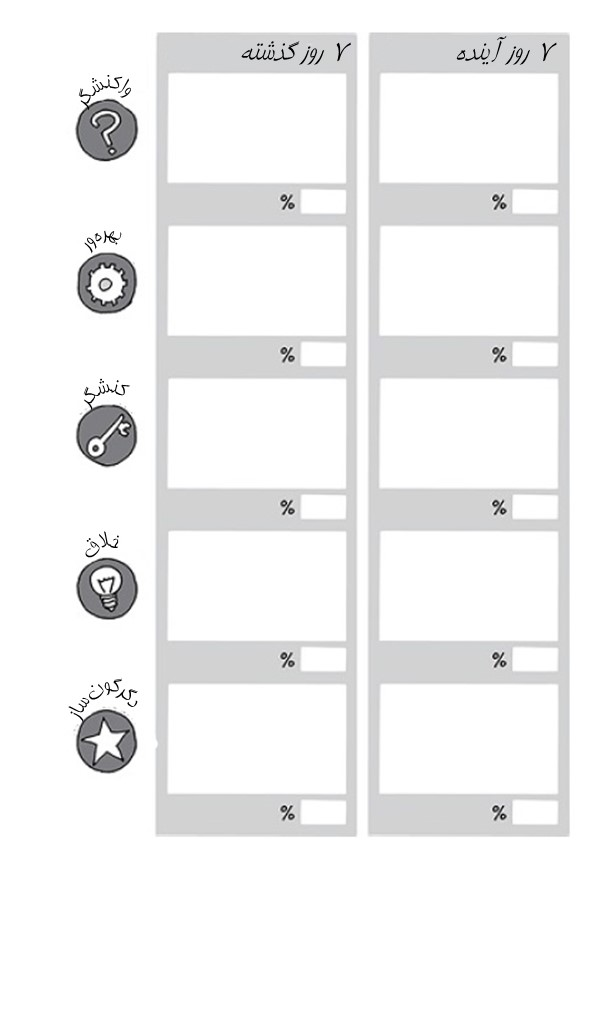 ۷ روز آینده
۷ روز گذشته
واکنشگر
%
%
بهره‌ور
%
%
کنشگر
%
%
خلاق
%
%
دگرگون‌ساز
%
%